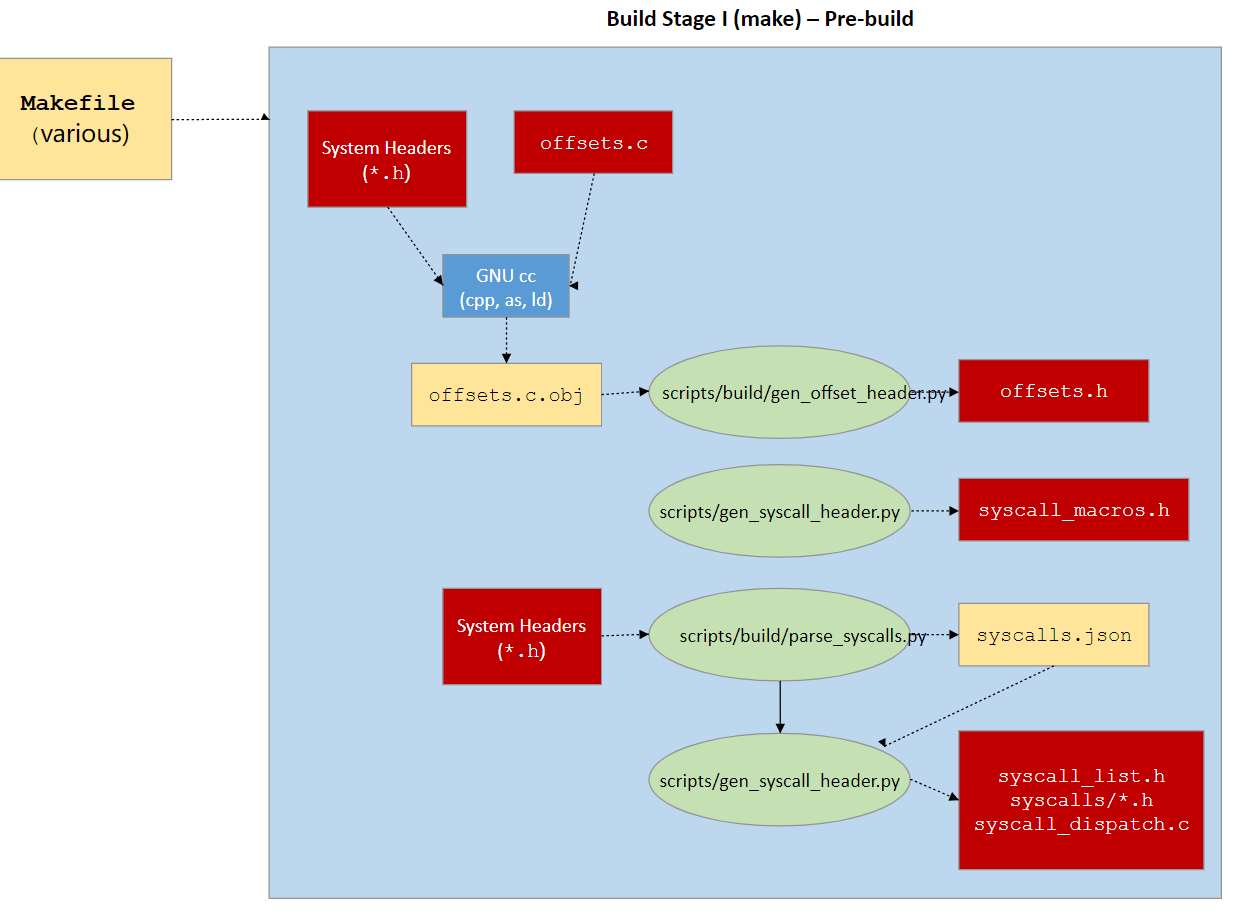 Build Stage I (make) – Pre-build
Makefile
(various)
System Headers
(*.h)
offsets.c
GNU cc
(cpp, as, ld)
offsets.c.obj
scripts/build/gen_offset_header.py
offsets.h
scripts/gen_syscall_header.py
syscall_macros.h
System Headers
(*.h)
scripts/build/parse_syscalls.py
syscalls.json
scripts/gen_syscall_header.py
syscall_list.h
syscalls/*.h
syscall_dispatch.c